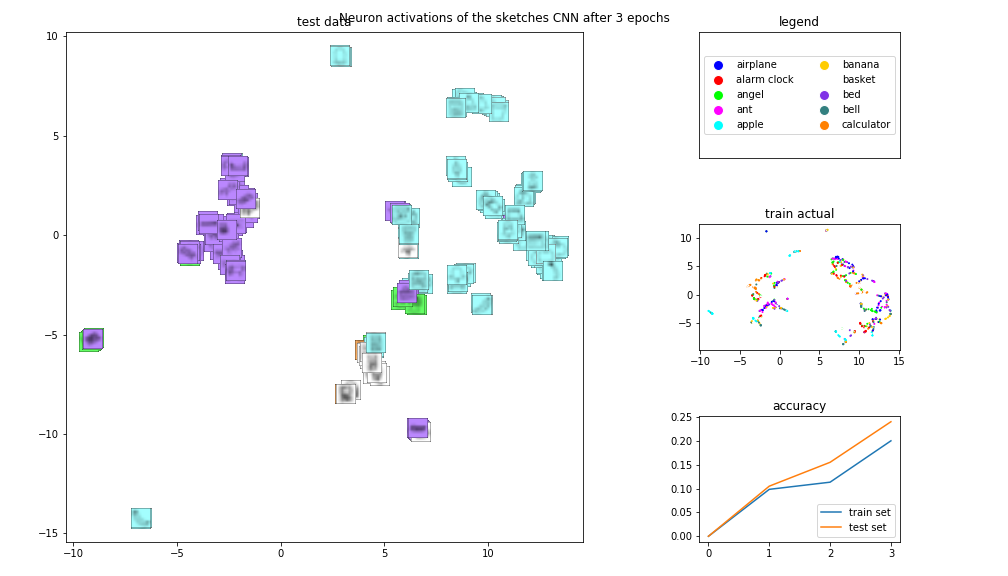 Neuron activations of the sketches CNN after 3 epochs
test data
10
5
0
−5
−10
−15
−10 −5 0 5 10
legend
airplane banana
alarm clock basket
angel bed
ant bell
apple calculator
train actual
10
5
0
−5
−10 −5 0 5 10 15
accuracy
0.25
0.20
0.15
0.10
0.05
0.00
train set
test set
0 1 2 3